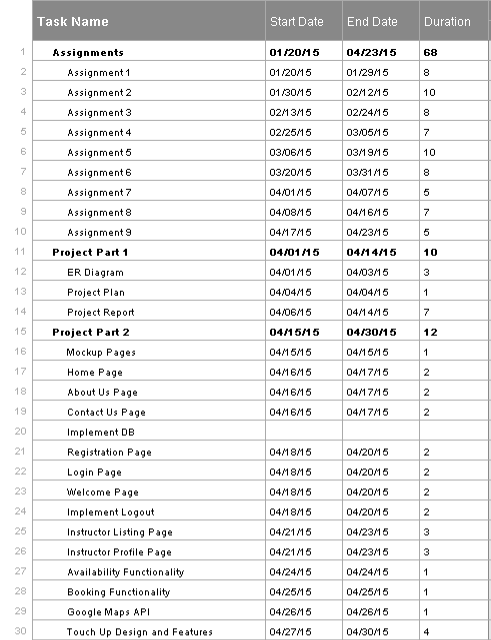 Task Name Start Date End Date Duration
1 Assignments 01/20/15 04/23/15 68
2 Assignment 1 01/20/15 01/29/15 8
3 Assignment 2 01/30/15 02/12/15 10
4 Assignment 3 02/13/15 02/24/15 8
5 Assignment 4 02/25/15 03/05/15 7
6 Assignment 5 03/06/15 03/19/15 10
7 Assignment 6 03/20/15 03/31/15 8
8 Assignment 7 04/01/15 04/07/15 5
9 Assignment 8 04/08/15 04/16/15 7
10 Assignment 9 04/17/15 04/23/15 5
11 Project Part 1 04/01/15 04/14/15 10
12 ER Diagram 04/01/15 04/03/15 3
13 Project Plan 04/04/15 04/04/15 1
14 Project Report 04/06/15 04/14/15 7
15 Project Part 2 04/15/15 04/30/15 12
16 Mockup Pages 04/15/15 04/15/15 1
17 Home Page 04/16/15 04/17/15 2
18 About Us Page 04/16/15 04/17/15 2
19 Contact Us Page 04/16/15 04/17/15 2
20 Implement DB
21 Registration Page 04/18/15 04/20/15 2
22 Login Page 04/18/15 04/20/15 2
23 Welcome Page 04/18/15 04/20/15 2
24 Implement Logout 04/18/15 04/20/15 2
25 Instructor Listing Page 04/21/15 04/23/15 3
26 Instructor Profile Page 04/21/15 04/23/15 3
27 Availability Functionality 04/24/15 04/24/15 1
28 Booking Functionality 04/25/15 04/25/15 1
29 Google Maps API 04/26/15 04/26/15 1
30 Touch Up Design and Features 04/27/15 04/30/15 4